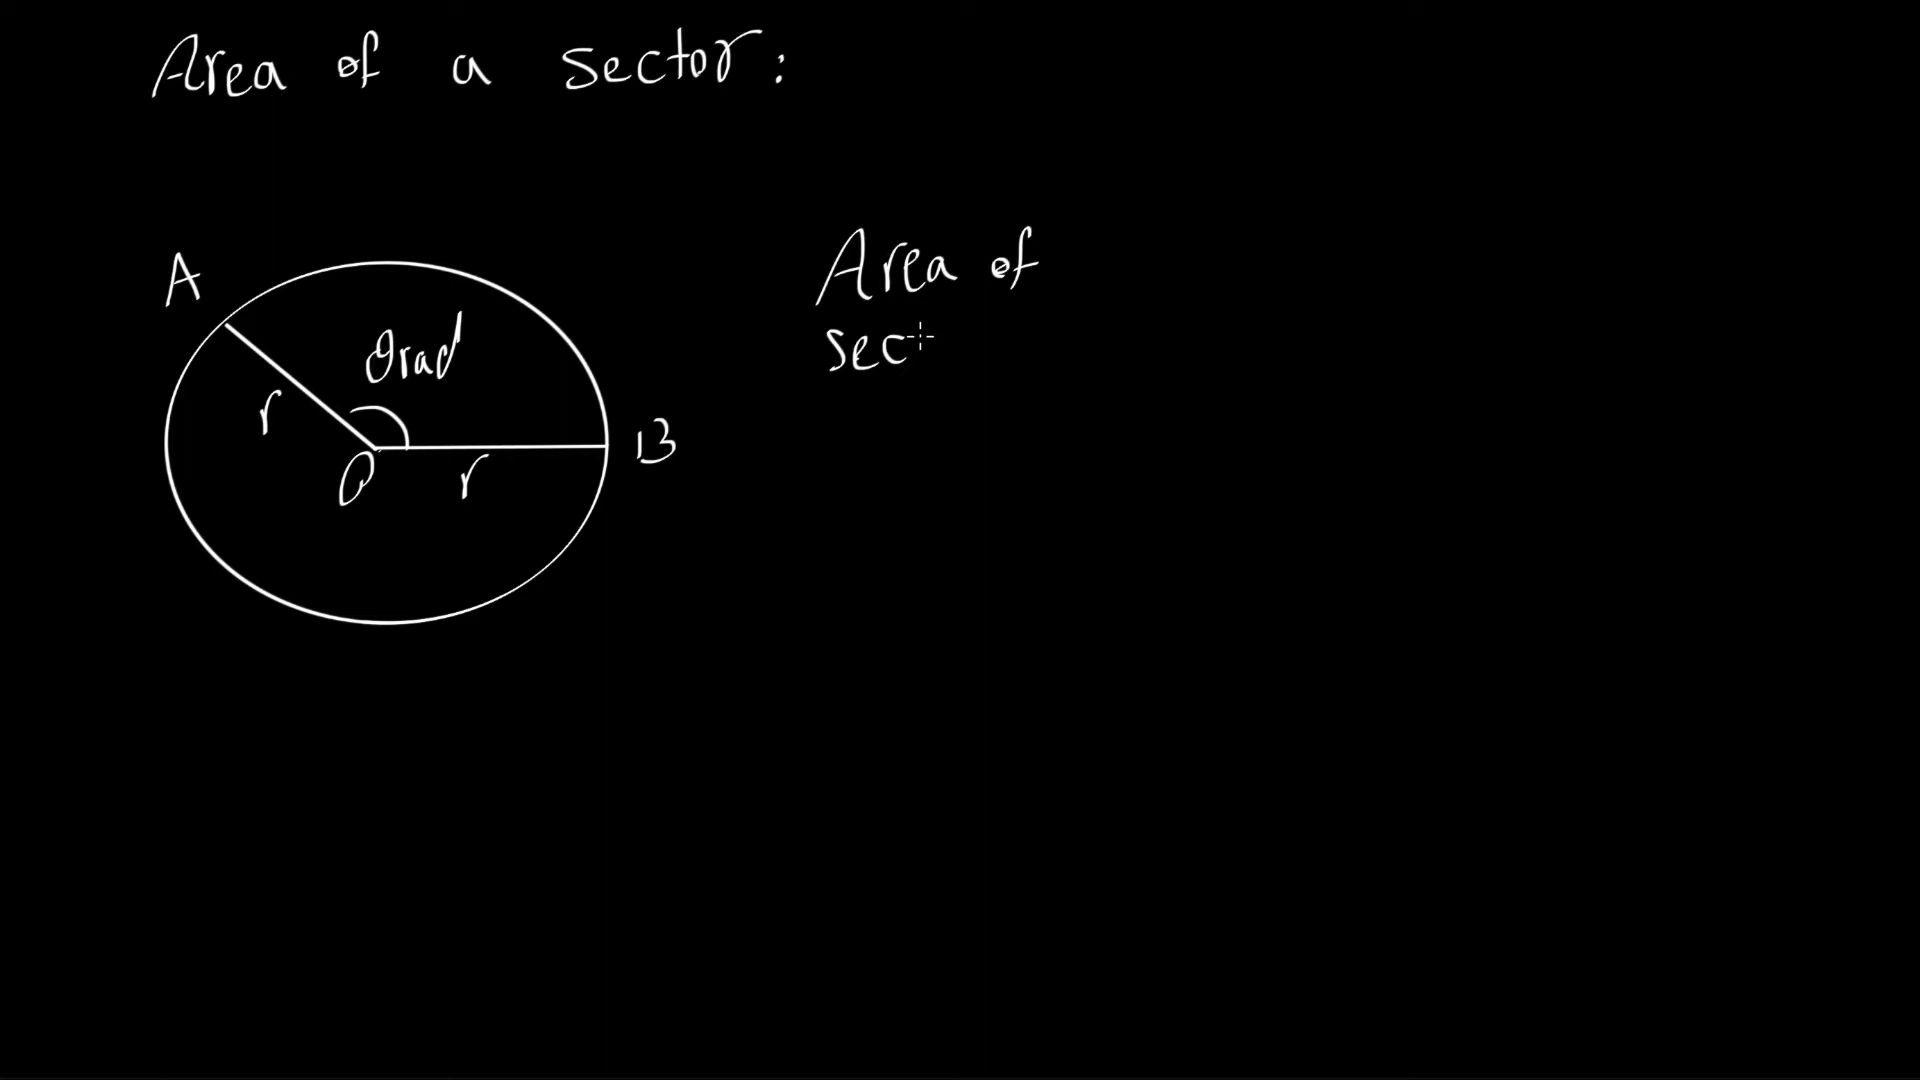 Area of a sector:
A
θrad
r
B
O
r
Area of
sec